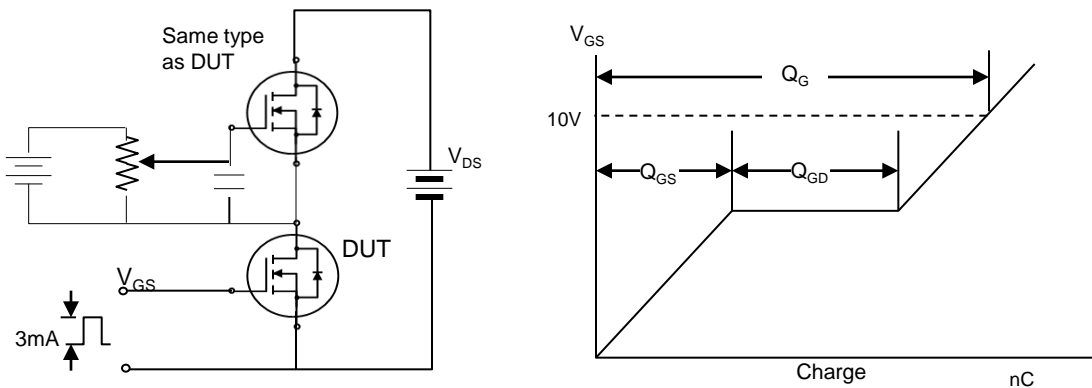 Same type
as DUT
V_DS
DUT
V_GS
3mA
V_GS
Q_G
10V
Q_GS
Q_GD
Charge
nC